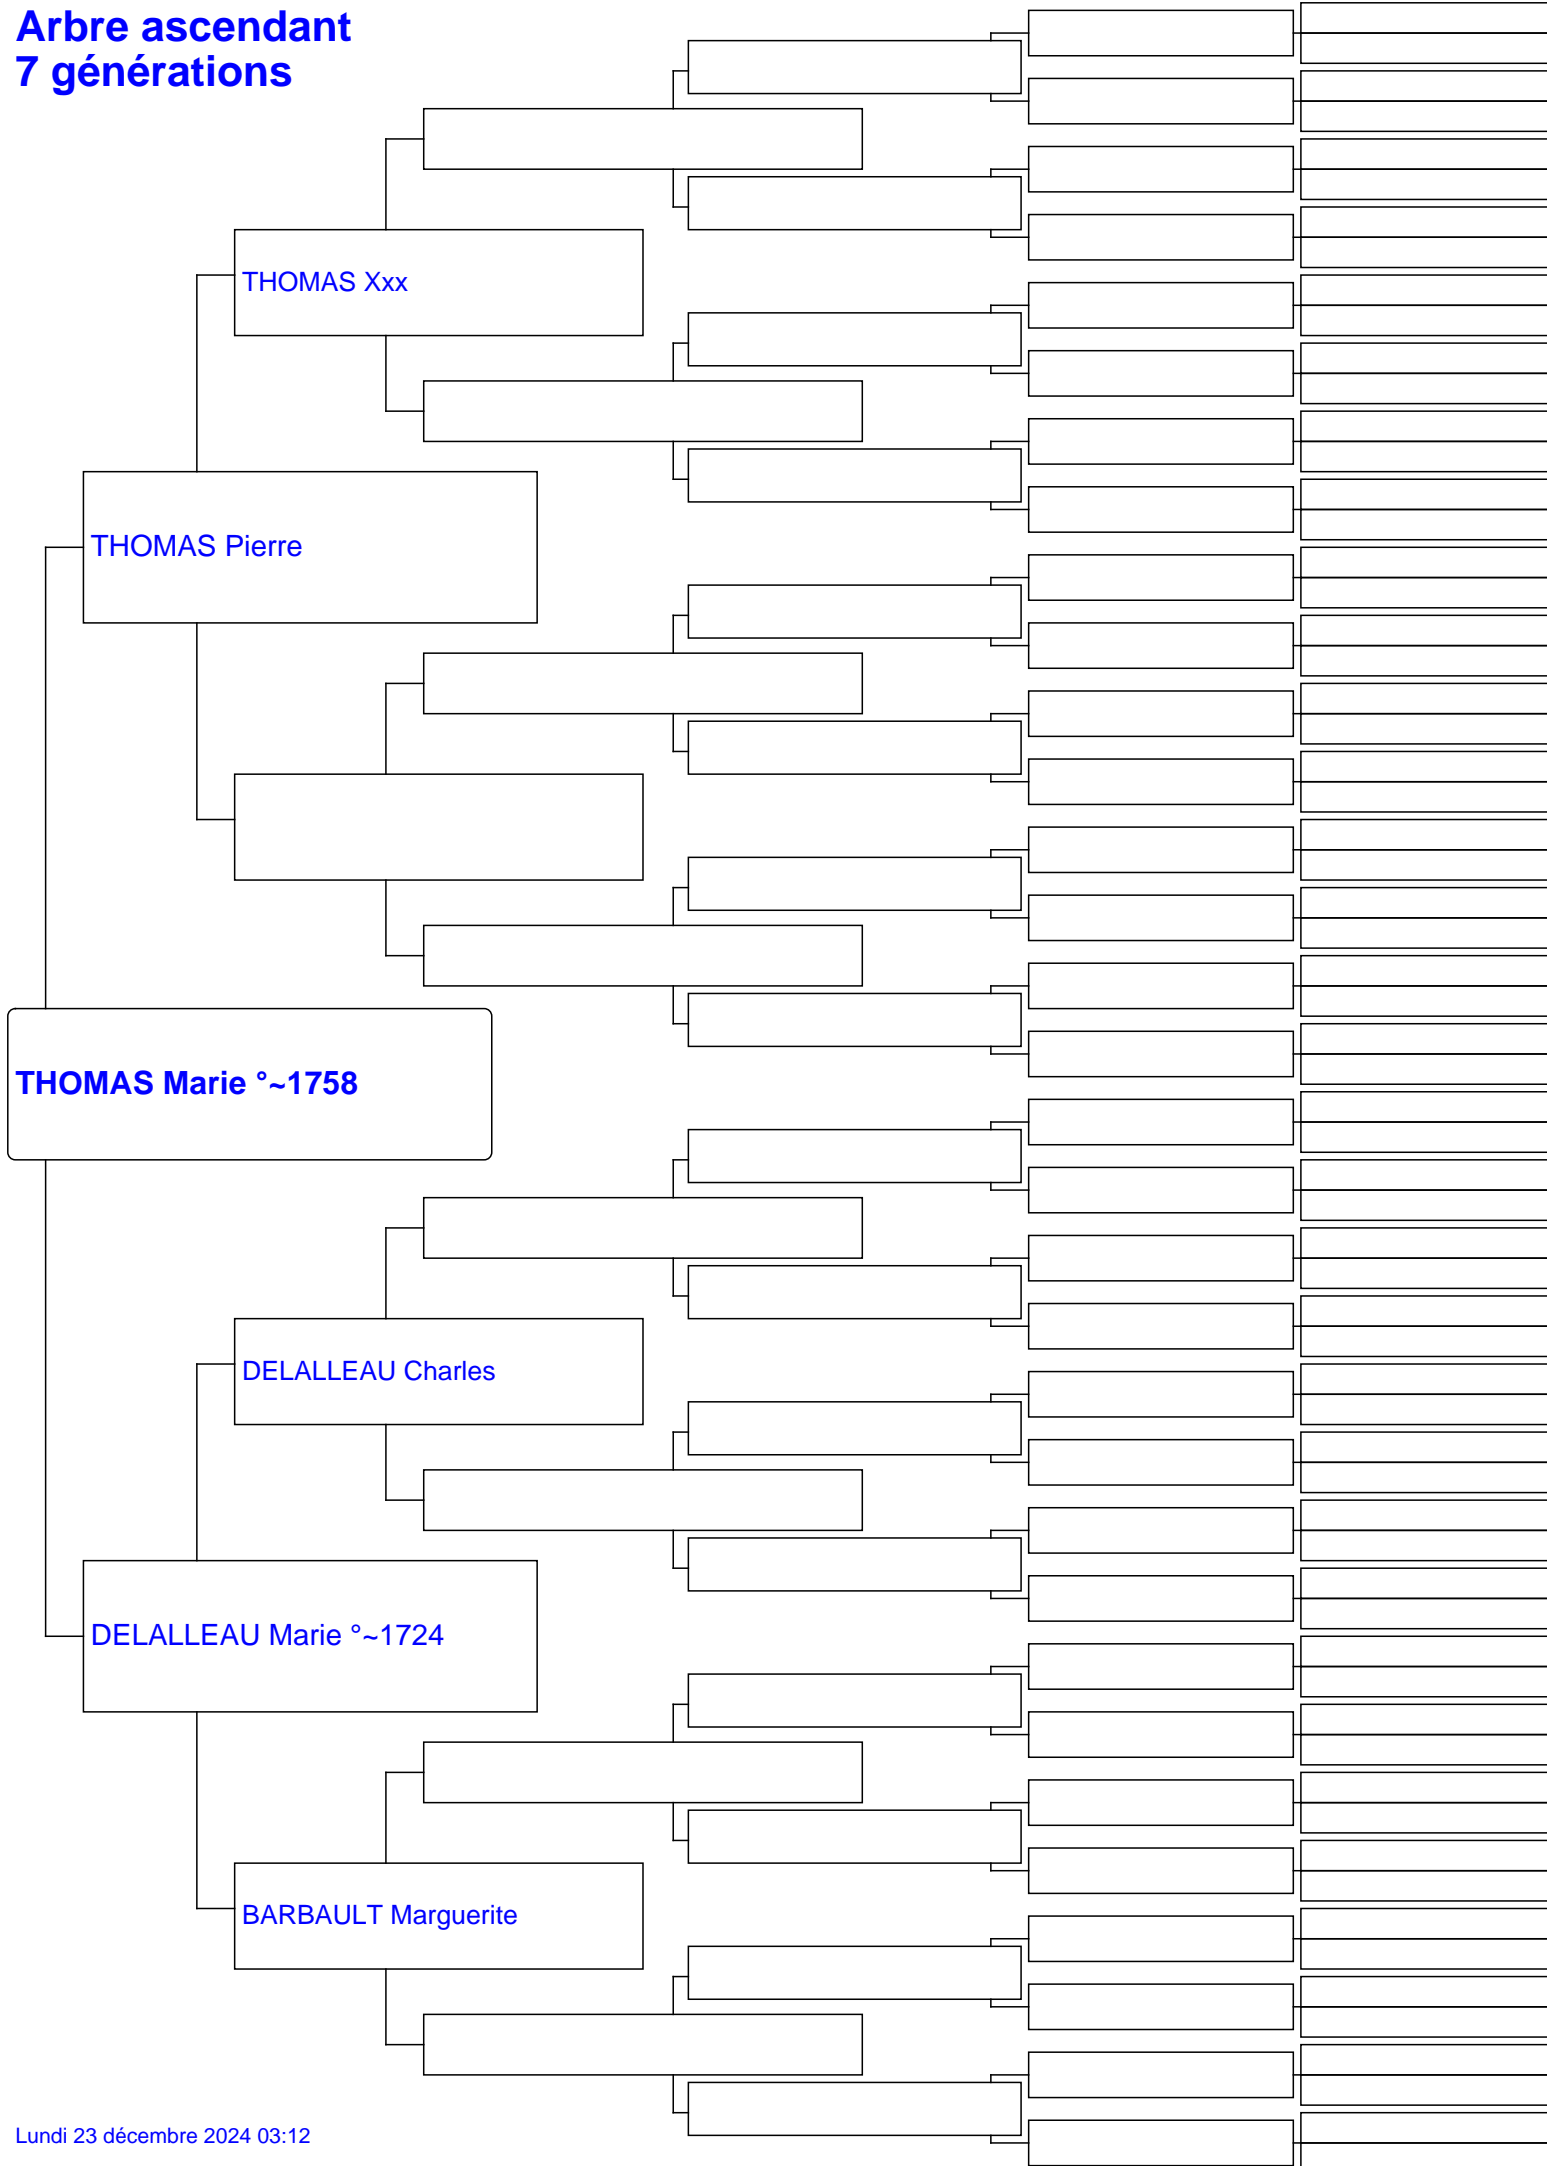 Arbre ascendant
7 générations
THOMAS Xxx
THOMAS Pierre
THOMAS Marie °~1758
DELALLEAU Charles
DELALLEAU Marie °~1724
BARBAULT Marguerite
Lundi 23 décembre 2024 03:12